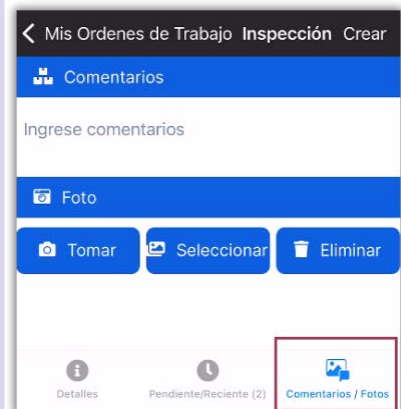 Mis Ordenes de Trabajo Inspección Crear
Comentarios
Ingrese comentarios
Foto
Tomar Seleccionar Eliminar
Detalles Pendiente/Reciente (2) Comentarios / Fotos